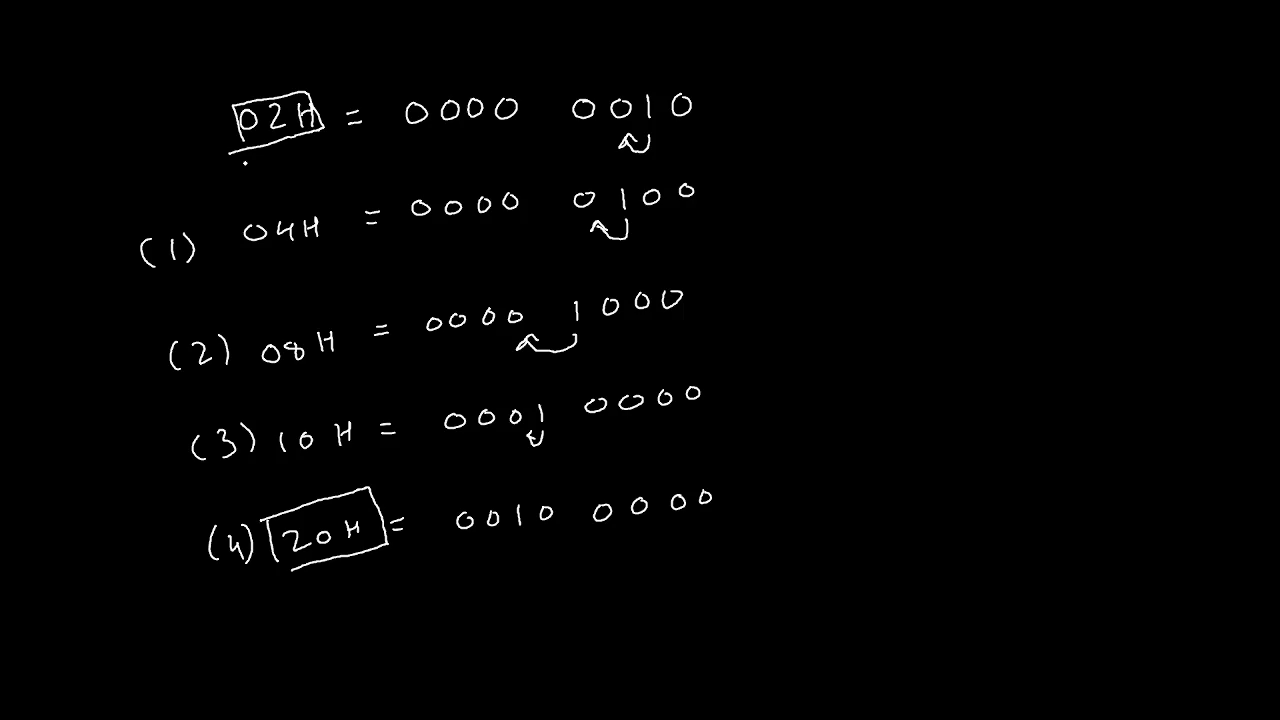 02H = 0000 0010
(1) 04H = 0000 0100
(2) 08H = 0000 1000
(3) 10H = 0001 0000
(4) 20H = 0010 0000